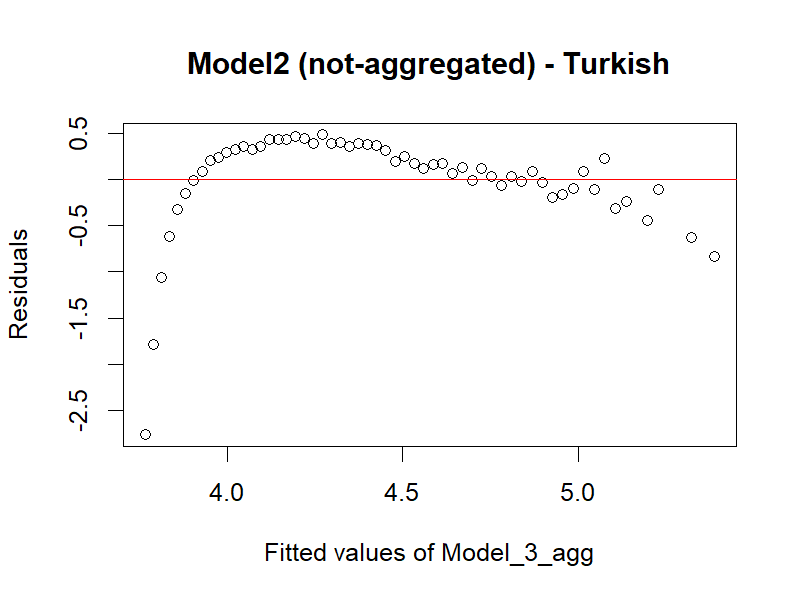 Model2 (not-aggregated) - Turkish
0.5
-0.5
-1.5
-2.5
Residuals
4.0 4.5 5.0
Fitted values of Model_3_agg